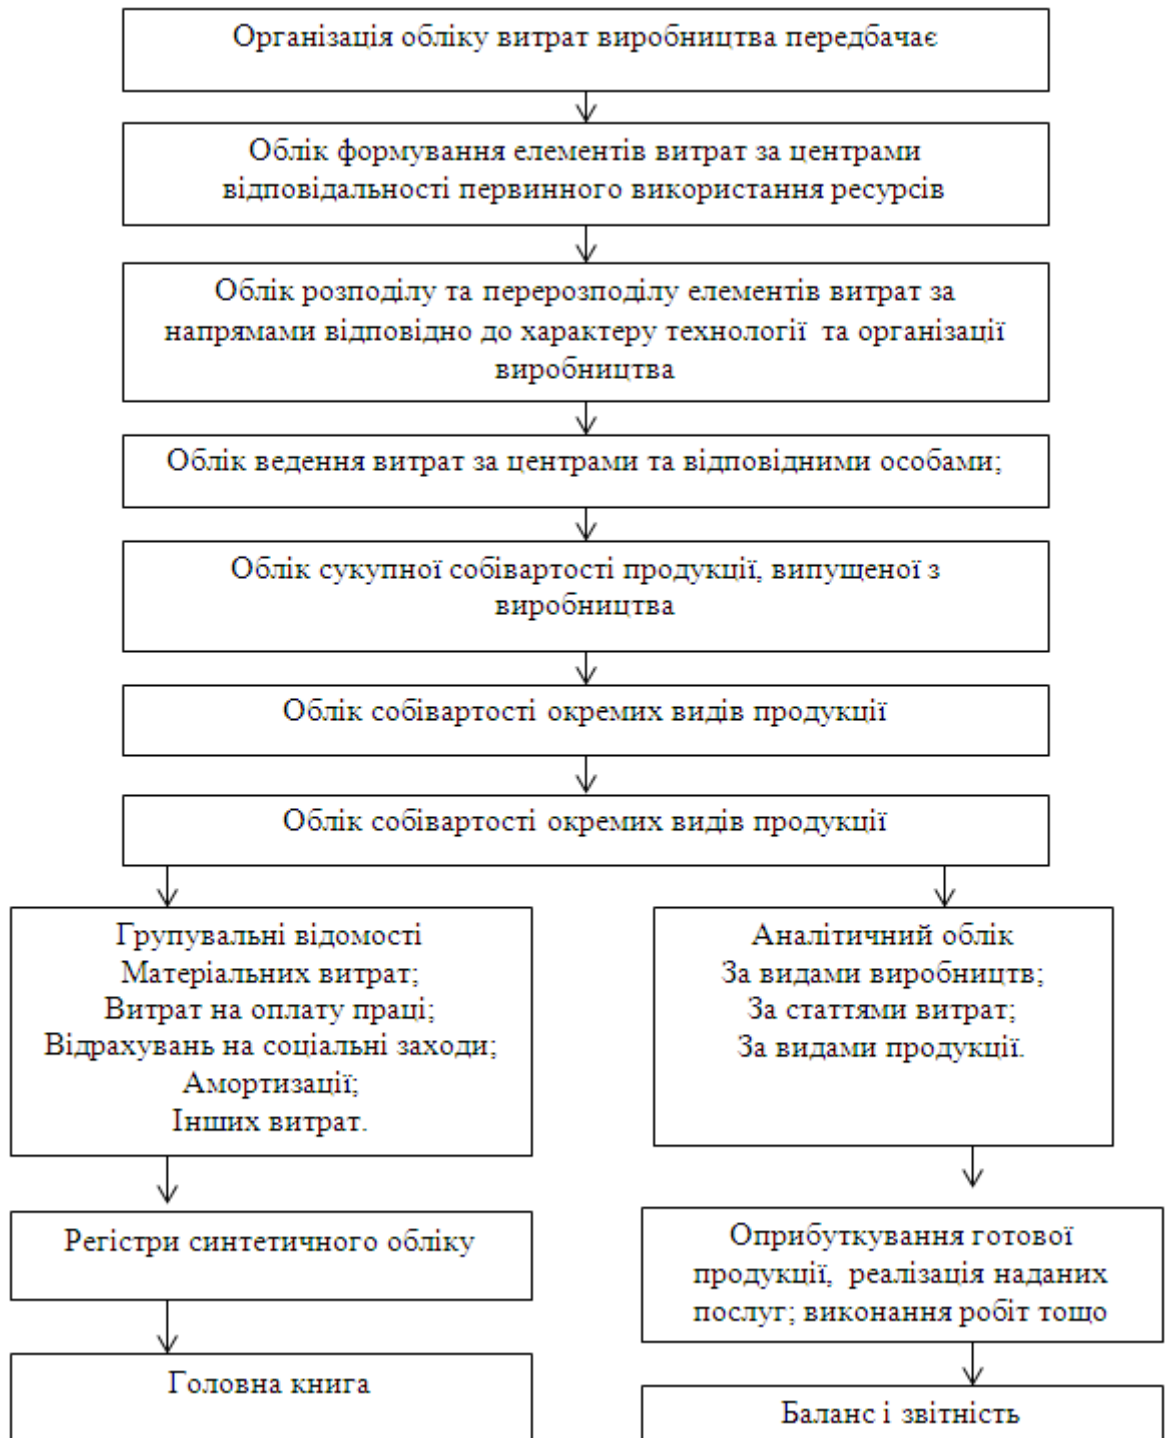 Організація обліку витрат виробництва передбачає
Облік формування елементів витрат за центрами
відповідальності первинного використання ресурсів
Облік розподілу та перерозподілу елементів витрат за
напрямами відповідно до характеру технології та організації
виробництва
Облік ведення витрат за центрами та відповідними особами;
Облік сукупної собівартості продукції, випущеної з
виробництва
Облік собівартості окремих видів продукції
Облік собівартості окремих видів продукції
Групувальні відомості
Матеріальних витрат;
Витрат на оплату праці;
Відрахувань на соціальні заходи;
Амортизації;
Інших витрат.
Аналітичний облік
За видами виробництв;
За статтями витрат;
За видами продукції.
Регістри синтетичного обліку
Оприбуткування готової
продукції, реалізація наданих
послуг; виконання робіт тощо
Головна книга
Баланс і звітність